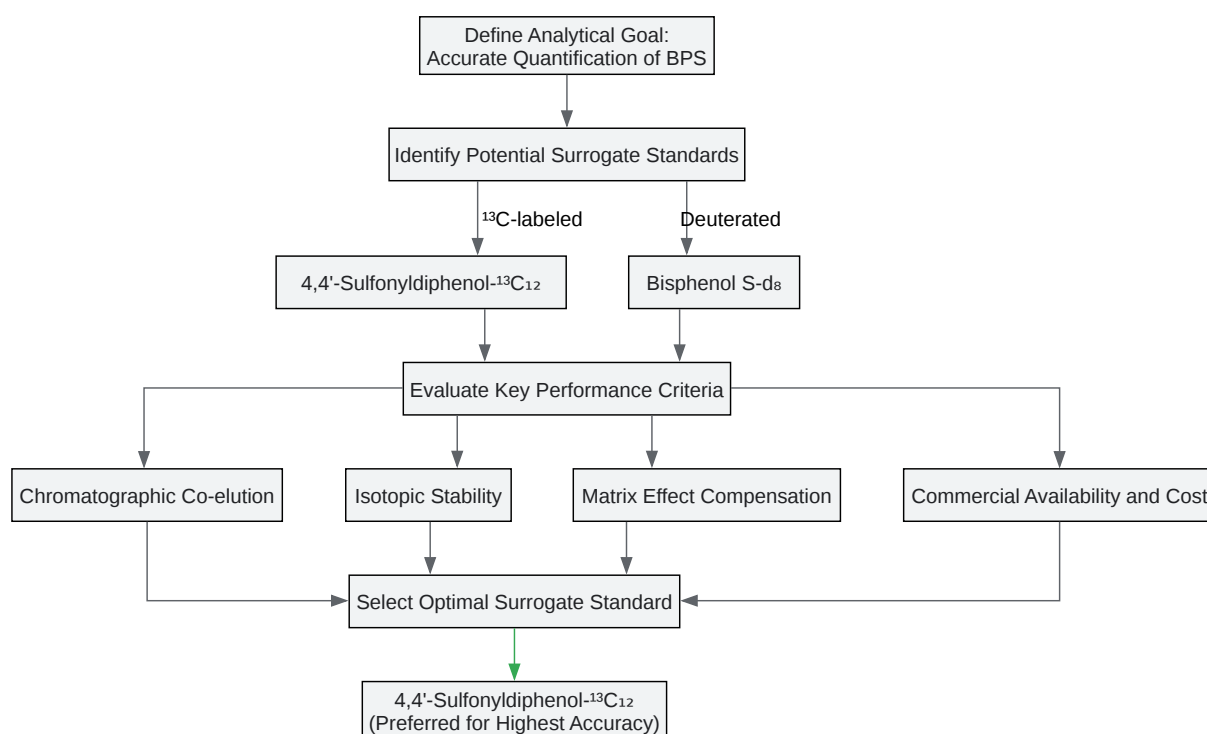 Define Analytical Goal:
Accurate Quantification of BPS
Identify Potential Surrogate Standards
¹³C-labeled
Deuterated
4,4'-Sulfonyldiphenol-¹³C₁₂
Bisphenol S-d₈
Evaluate Key Performance Criteria
Chromatographic Co-elution
Isotopic Stability
Matrix Effect Compensation
Commercial Availability and Cost
Select Optimal Surrogate Standard
4,4'-Sulfonyldiphenol-¹³C₁₂
(Preferred for Highest Accuracy)